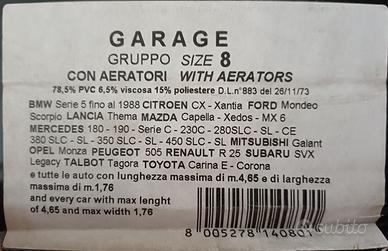 GARAGE
GRUPPO SIZE 8
CON AERATORI WITH AERATORS
78,5% PVC 6,5% viscosa 15% poliestere D.L.n°883 del 26/11/73
BMW Serie 5 fino al 1988 CITROEN CX - Xantia FORD Mondeo
Scorpio LANCIA Thema MAZDA Capella - Xedos - MX 6
MERCEDES 180 - 190 - Serie C - 230C - 280SLC - SL - CE
380 SLC - SL - 350 SLC - SL - 450 SLC - SL MITSUBISHI Galant
OPEL Monza PEUGEOT 505 RENAULT R 25 SUBARU SVX
Legacy TALBOT Tagora TOYOTA Carina E - Corona
e tutte le auto con lunghezza massima di m.4,65 e di larghezza
massima di m.1,76
and every car with max lenght
of 4,65 and max width 1,76
8 005278 140801
subito